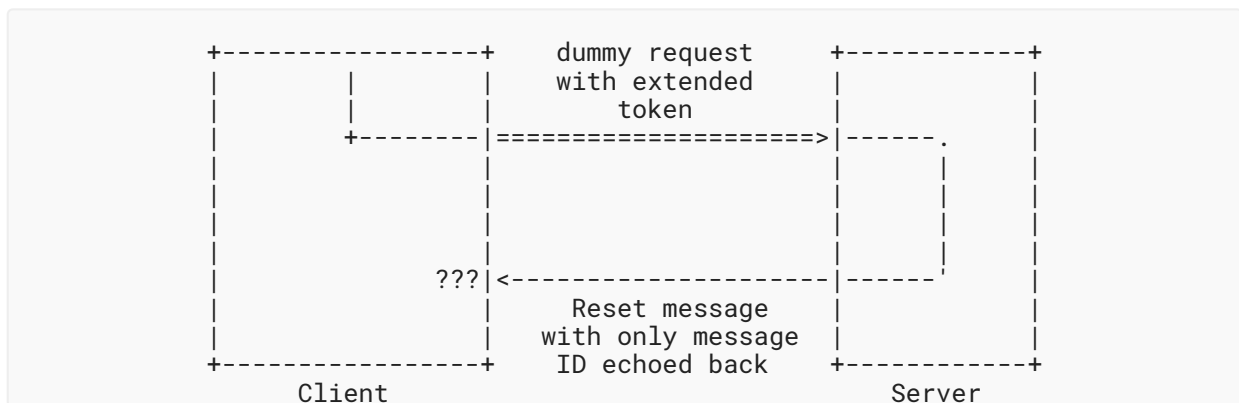 dummy request
with extended
token
???
Reset message
with only message
ID echoed back
Client Server